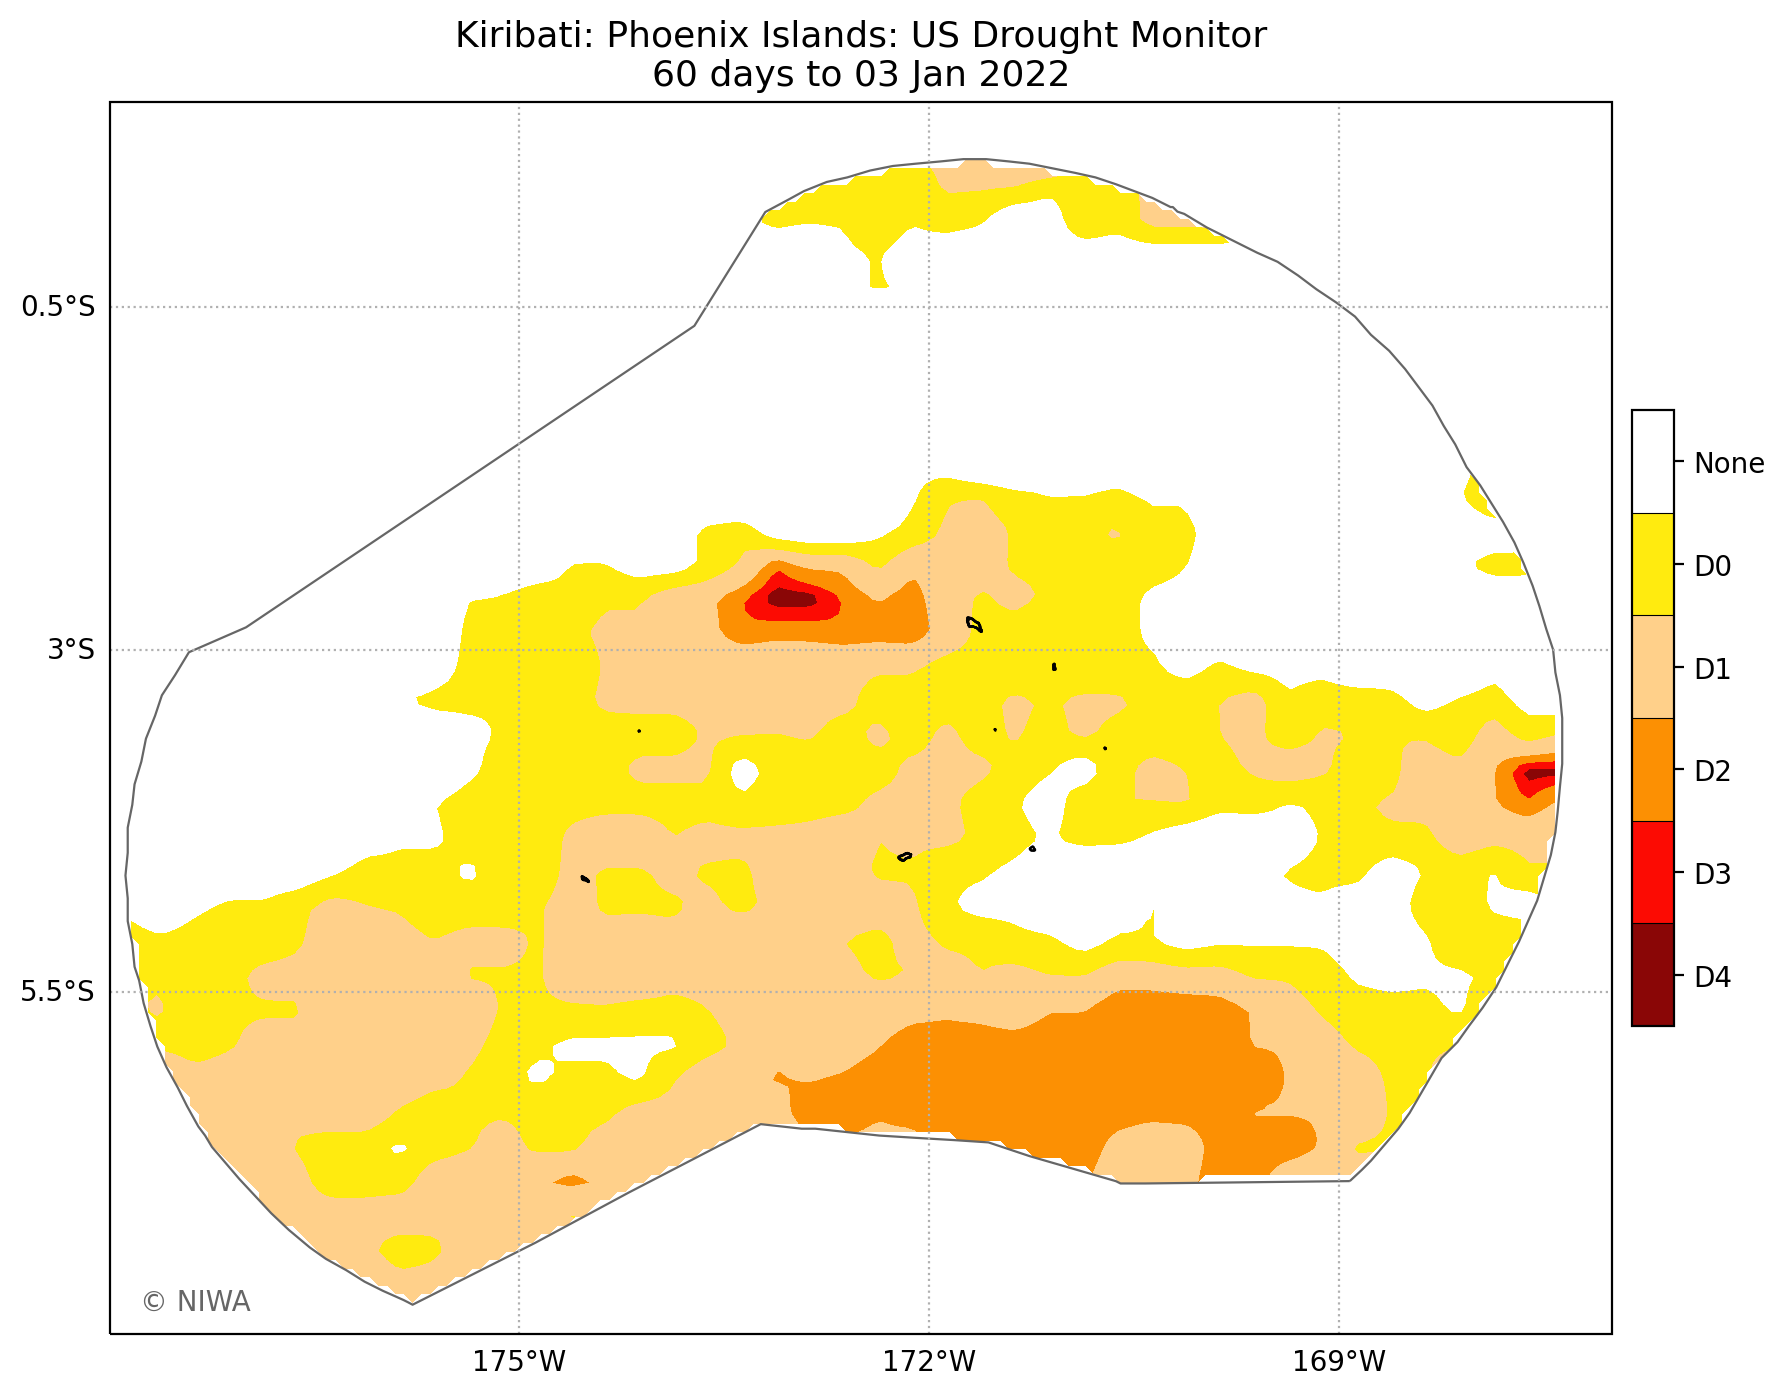 Kiribati: Phoenix Islands: US Drought Monitor
60 days to 03 Jan 2022
0.5°S
3°S
5.5°S
175°W
172°W
169°W
None
D0
D1
D2
D3
D4
© NIWA